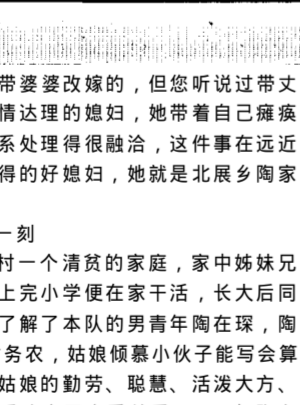 带婆婆改嫁的，但您听说过带丈
情达理的媳妇，她带着自己瘫痪
系处理得很融洽，这件事在远近
得的好媳妇，她就是北展乡陶家
一刻
村一个清贫的家庭，家中姊妹兄
上完小学便在家干活，长大后同
了解了本队的男青年陶在琛，陶
务农，姑娘倾慕小伙子能写会算
姑娘的勤劳、聪慧、活泼大方、